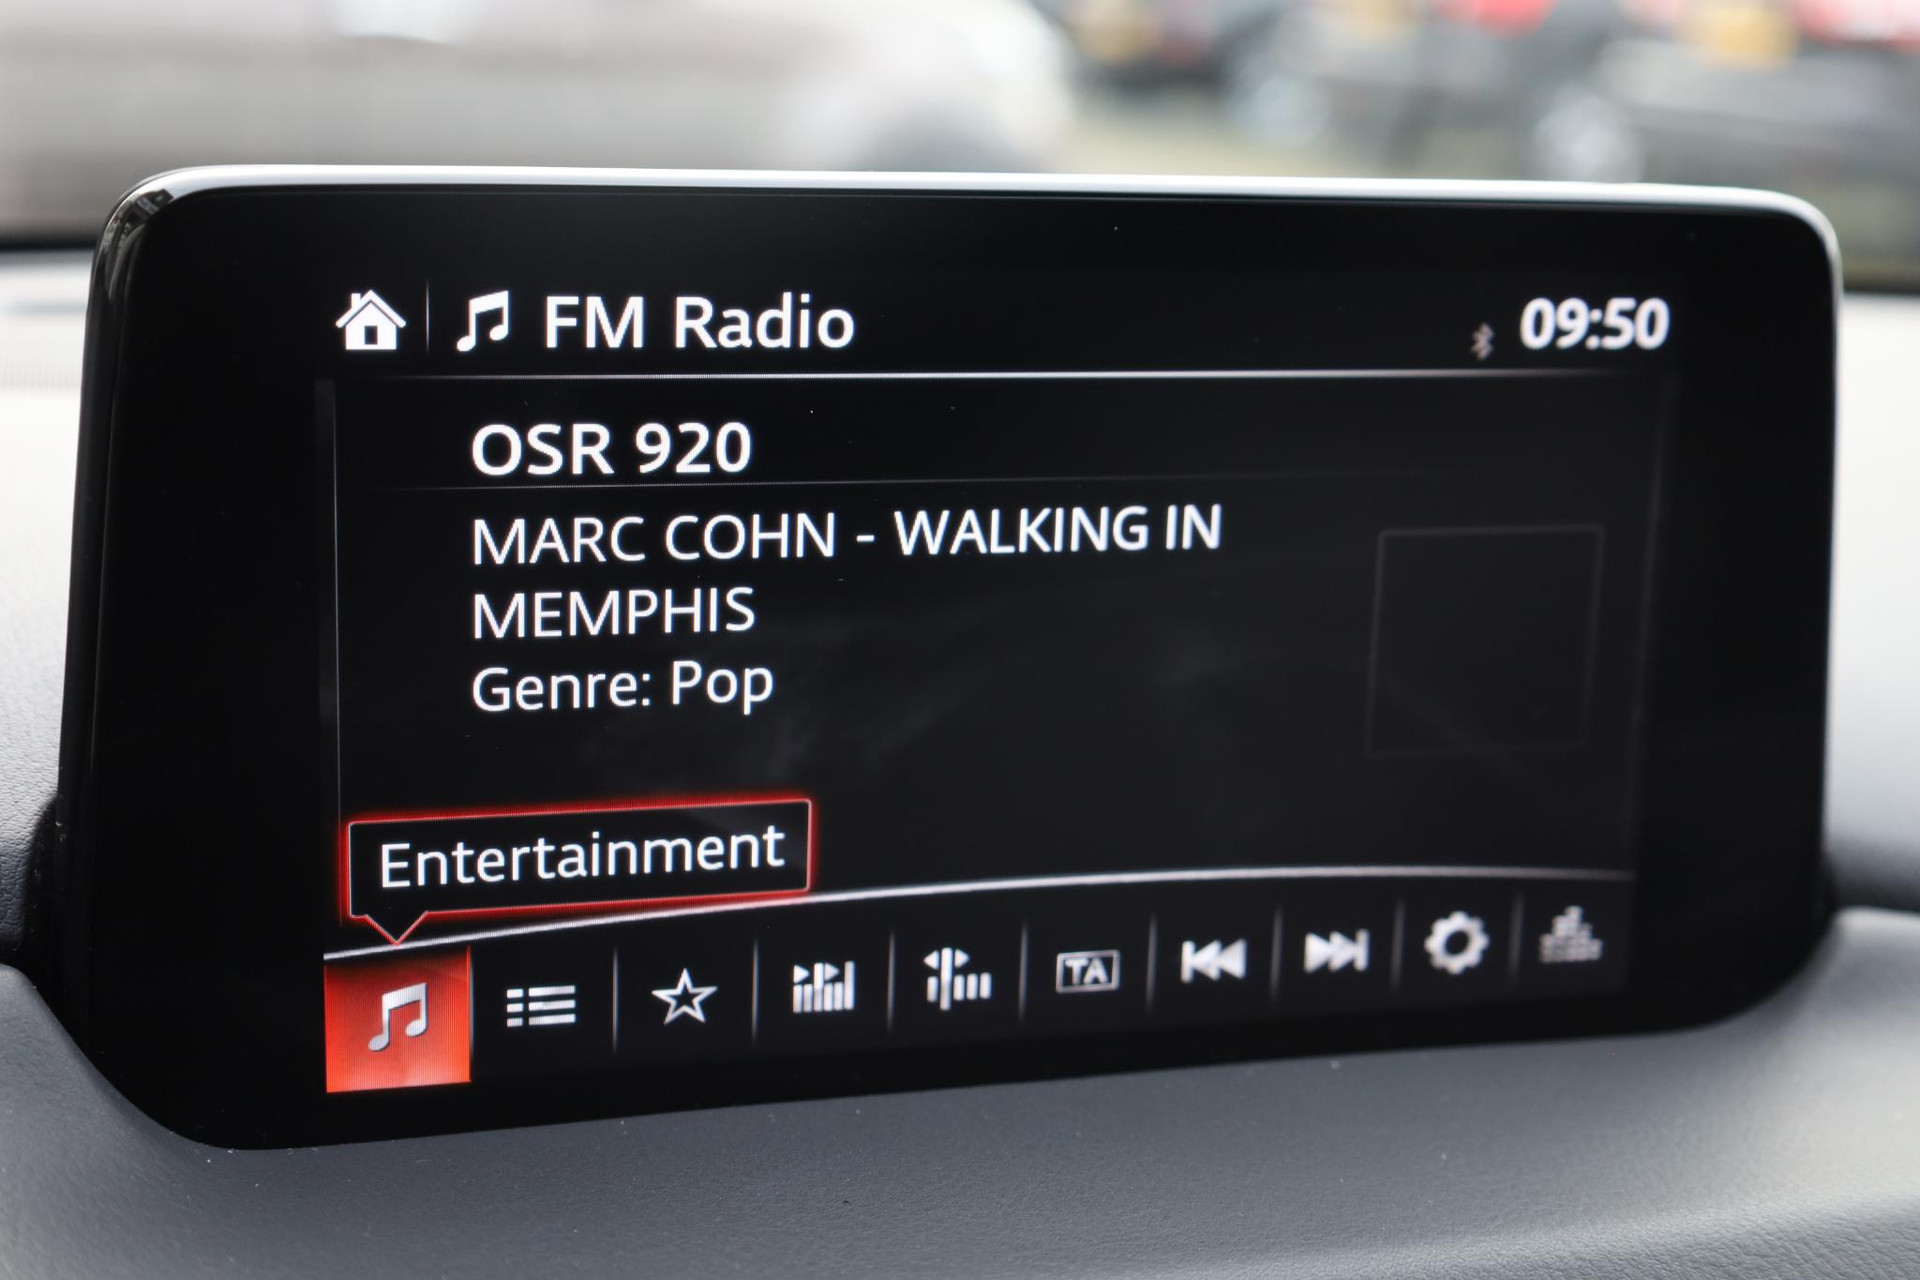 FM Radio
09:50
OSR 920
MARC COHN - WALKING IN
MEMPHIS
Genre: Pop
Entertainment
TA